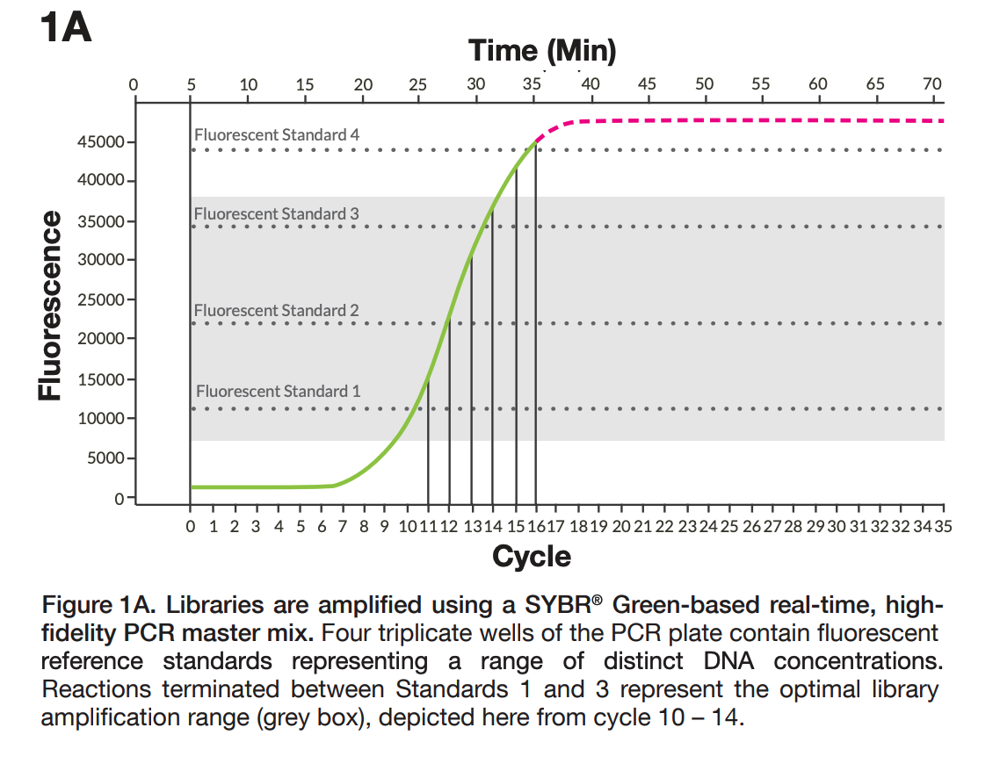 1A
Time (Min)
0 5 10 15 20 25 30 35 40 45 50 55 60 65 70
Fluorescence
45000
40000
35000
30000
25000
20000
15000
10000
5000
0
Fluorescent Standard 4
Fluorescent Standard 3
Fluorescent Standard 2
Fluorescent Standard 1
0 1 2 3 4 5 6 7 8 9 10 11 12 13 14 15 16 17 18 19 20 21 22 23 24 25 26 27 28 29 30 31 32 32 34 35
Cycle
Figure 1A. Libraries are amplified using a SYBR® Green-based real-time, high-
fidelity PCR master mix. Four triplicate wells of the PCR plate contain fluorescent
reference standards representing a range of distinct DNA concentrations.
Reactions terminated between Standards 1 and 3 represent the optimal library
amplification range (grey box), depicted here from cycle 10 – 14.